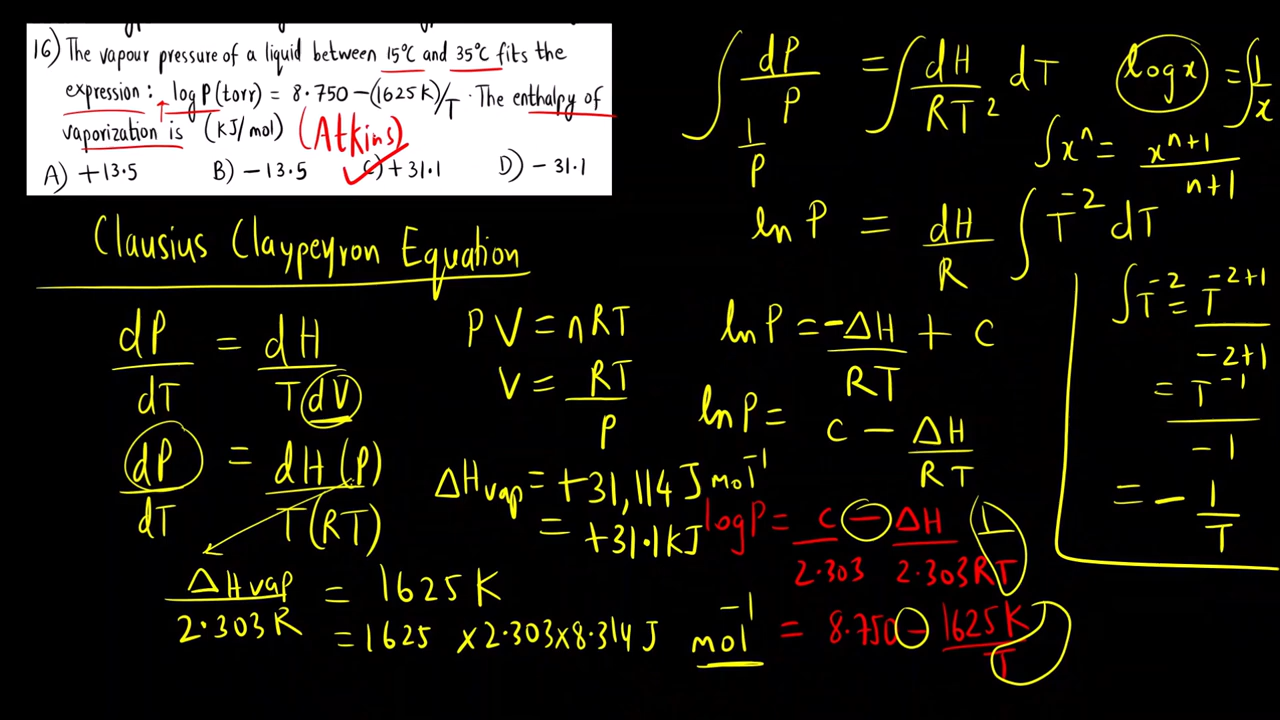 16) The vapour pressure of a liquid between 15°C and 35°C fits the
expression: log P (torr) = 8.750 - (1625 K)/T. The enthalpy of
vaporization is (KJ/mol) (Atkins)
A) +13.5 B) -13.5 C) +31.1 D) -31.1
Clausius Claypeyron Equation
dP/dT = dH/T dV
dP/dT = dH (P)/T(RT)
ΔHvap/2.303R = 1625 K
= 1625 x 2.303 x 8.314 J mol⁻¹
PV = nRT
V = RT/P
ΔHvap = +31,114 J mol⁻¹
= +31.1 KJ
∫ dP/P = ∫ dH/RT² dT
1/P
ln P = dH/R ∫ T⁻² dT
ln P = -ΔH/RT + C
ln P = C - ΔH/RT
log P = C/2.303 - ΔH/2.303RT
= 8.750 - 1625K/T
log x = ∫ 1/x
∫xⁿ = xⁿ⁺¹/n+1
∫T⁻² = T⁻²⁺¹/-2+1
= T⁻¹/-1
= - 1/T